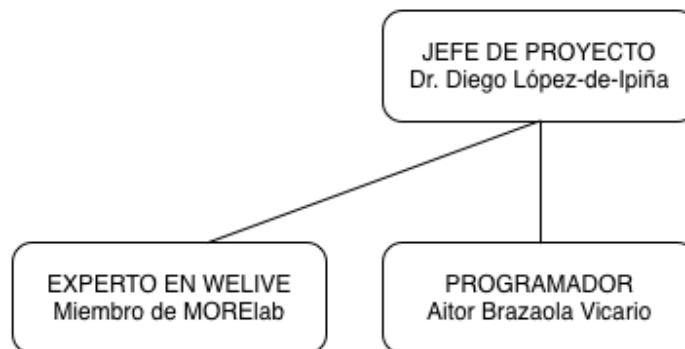 JEFE DE PROYECTO
Dr. Diego López-de-Ipiña
EXPERTO EN WELIVE
Miembro de MORElab
PROGRAMADOR
Aitor Brazaola Vicario